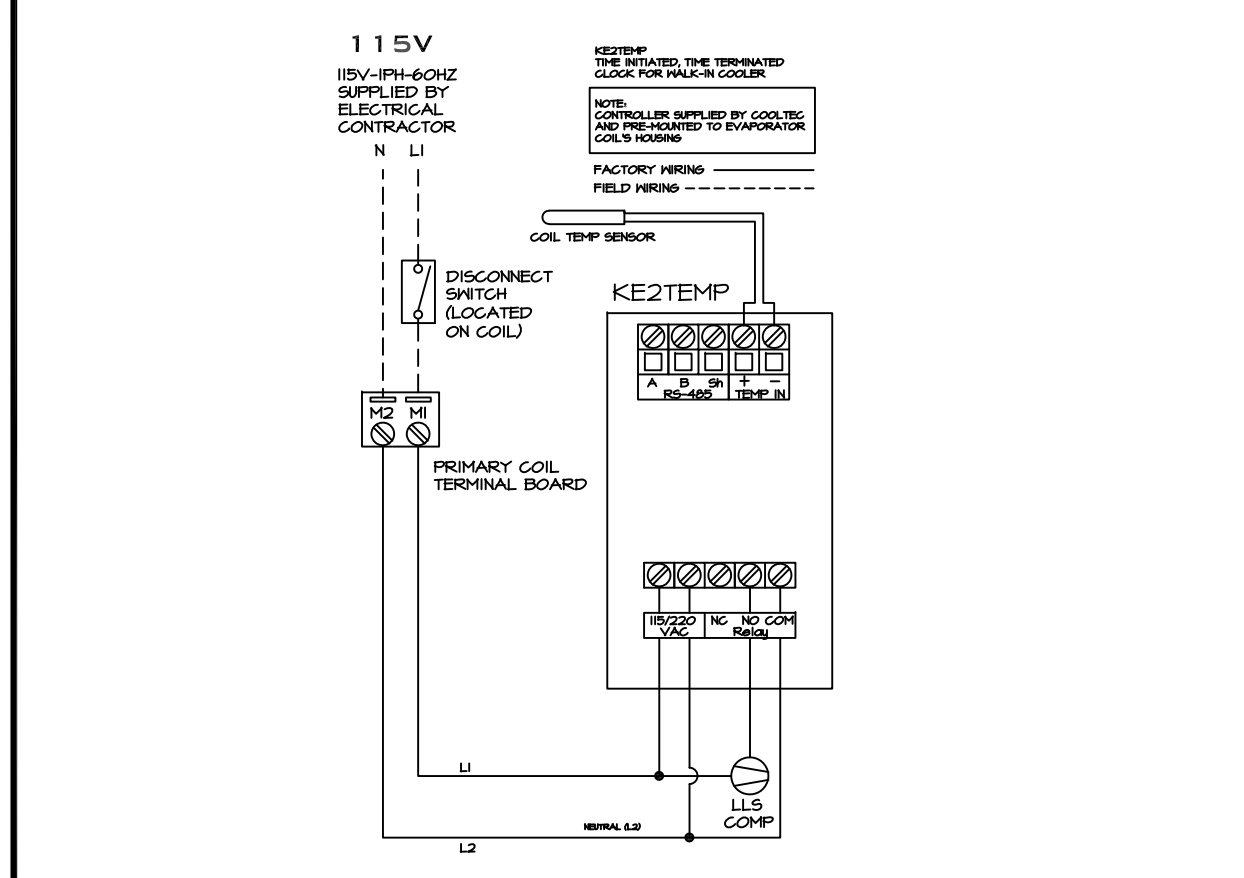 115V
115V-1PH-60HZ
SUPPLIED BY
ELECTRICAL
CONTRACTOR
N L1
KE2TEMP
TIME INITIATED, TIME TERMINATED
CLOCK FOR WALK-IN COOLER
NOTE:
CONTROLLER SUPPLIED BY COOLTEC
AND PRE-MOUNTED TO EVAPORATOR
COIL'S HOUSING
FACTORY WIRING
FIELD WIRING
COIL TEMP SENSOR
DISCONNECT
SWITCH
(LOCATED
ON COIL)
KE2TEMP
A B Sh + -
RS-485 TEMP IN
M2 M1
PRIMARY COIL
TERMINAL BOARD
115/220 NC NO COM
VAC Relay
L1
LLS
COMP
NEUTRAL (L2)
L2